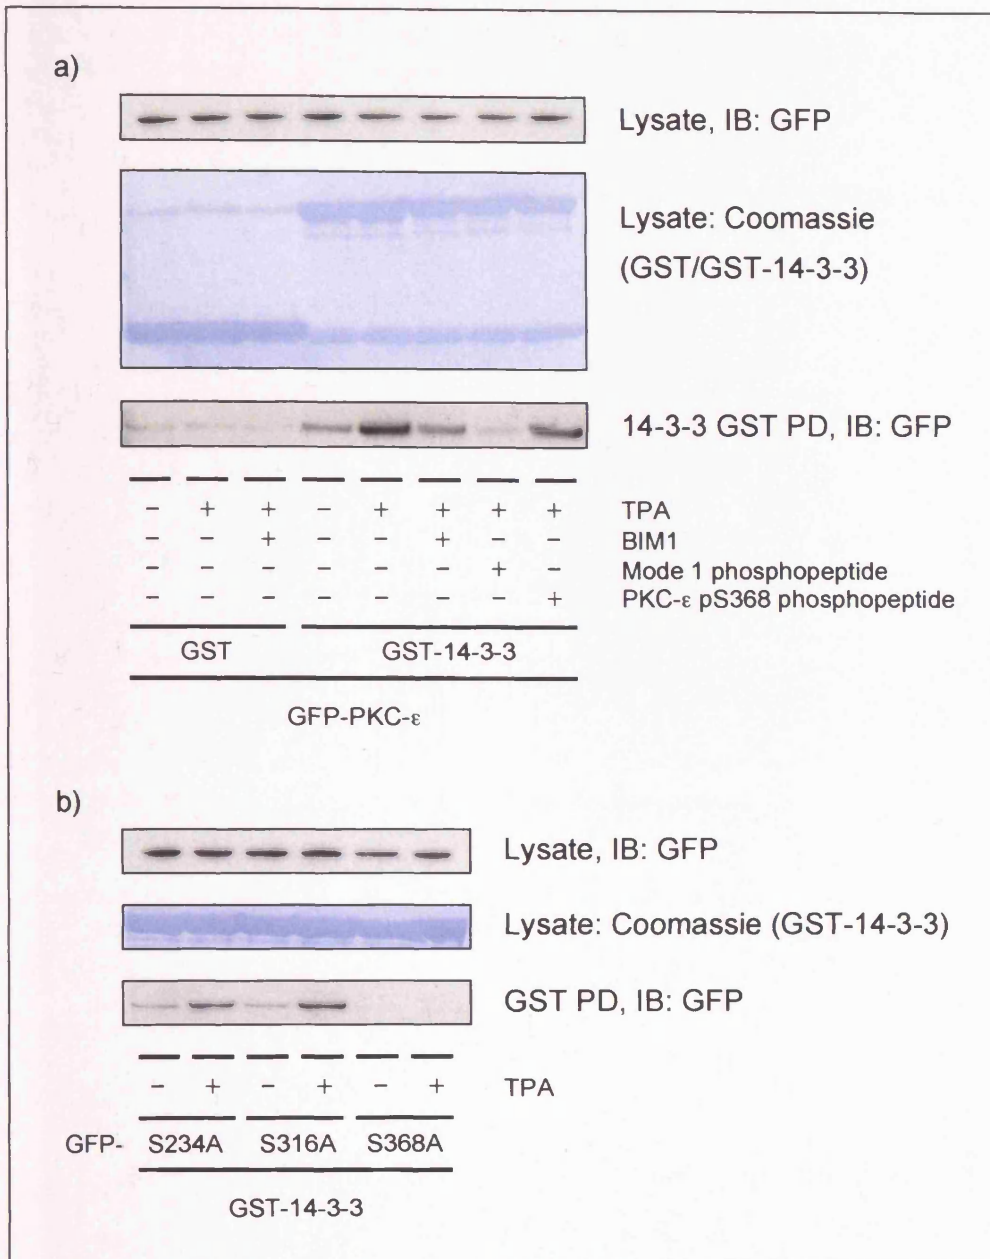 a)
Lysate, IB: GFP
Lysate: Coomassie
(GST/GST-14-3-3)
14-3-3 GST PD, IB: GFP
– + + – + + + + TPA
– – + – – + – – BIM1
– – – – – – + – Mode 1 phosphopeptide
– – – – – – – + PKC-ε pS368 phosphopeptide
GST GST-14-3-3
GFP-PKC-ε
b)
Lysate, IB: GFP
Lysate: Coomassie (GST-14-3-3)
GST PD, IB: GFP
– + – + – + TPA
GFP- S234A S316A S368A
GST-14-3-3